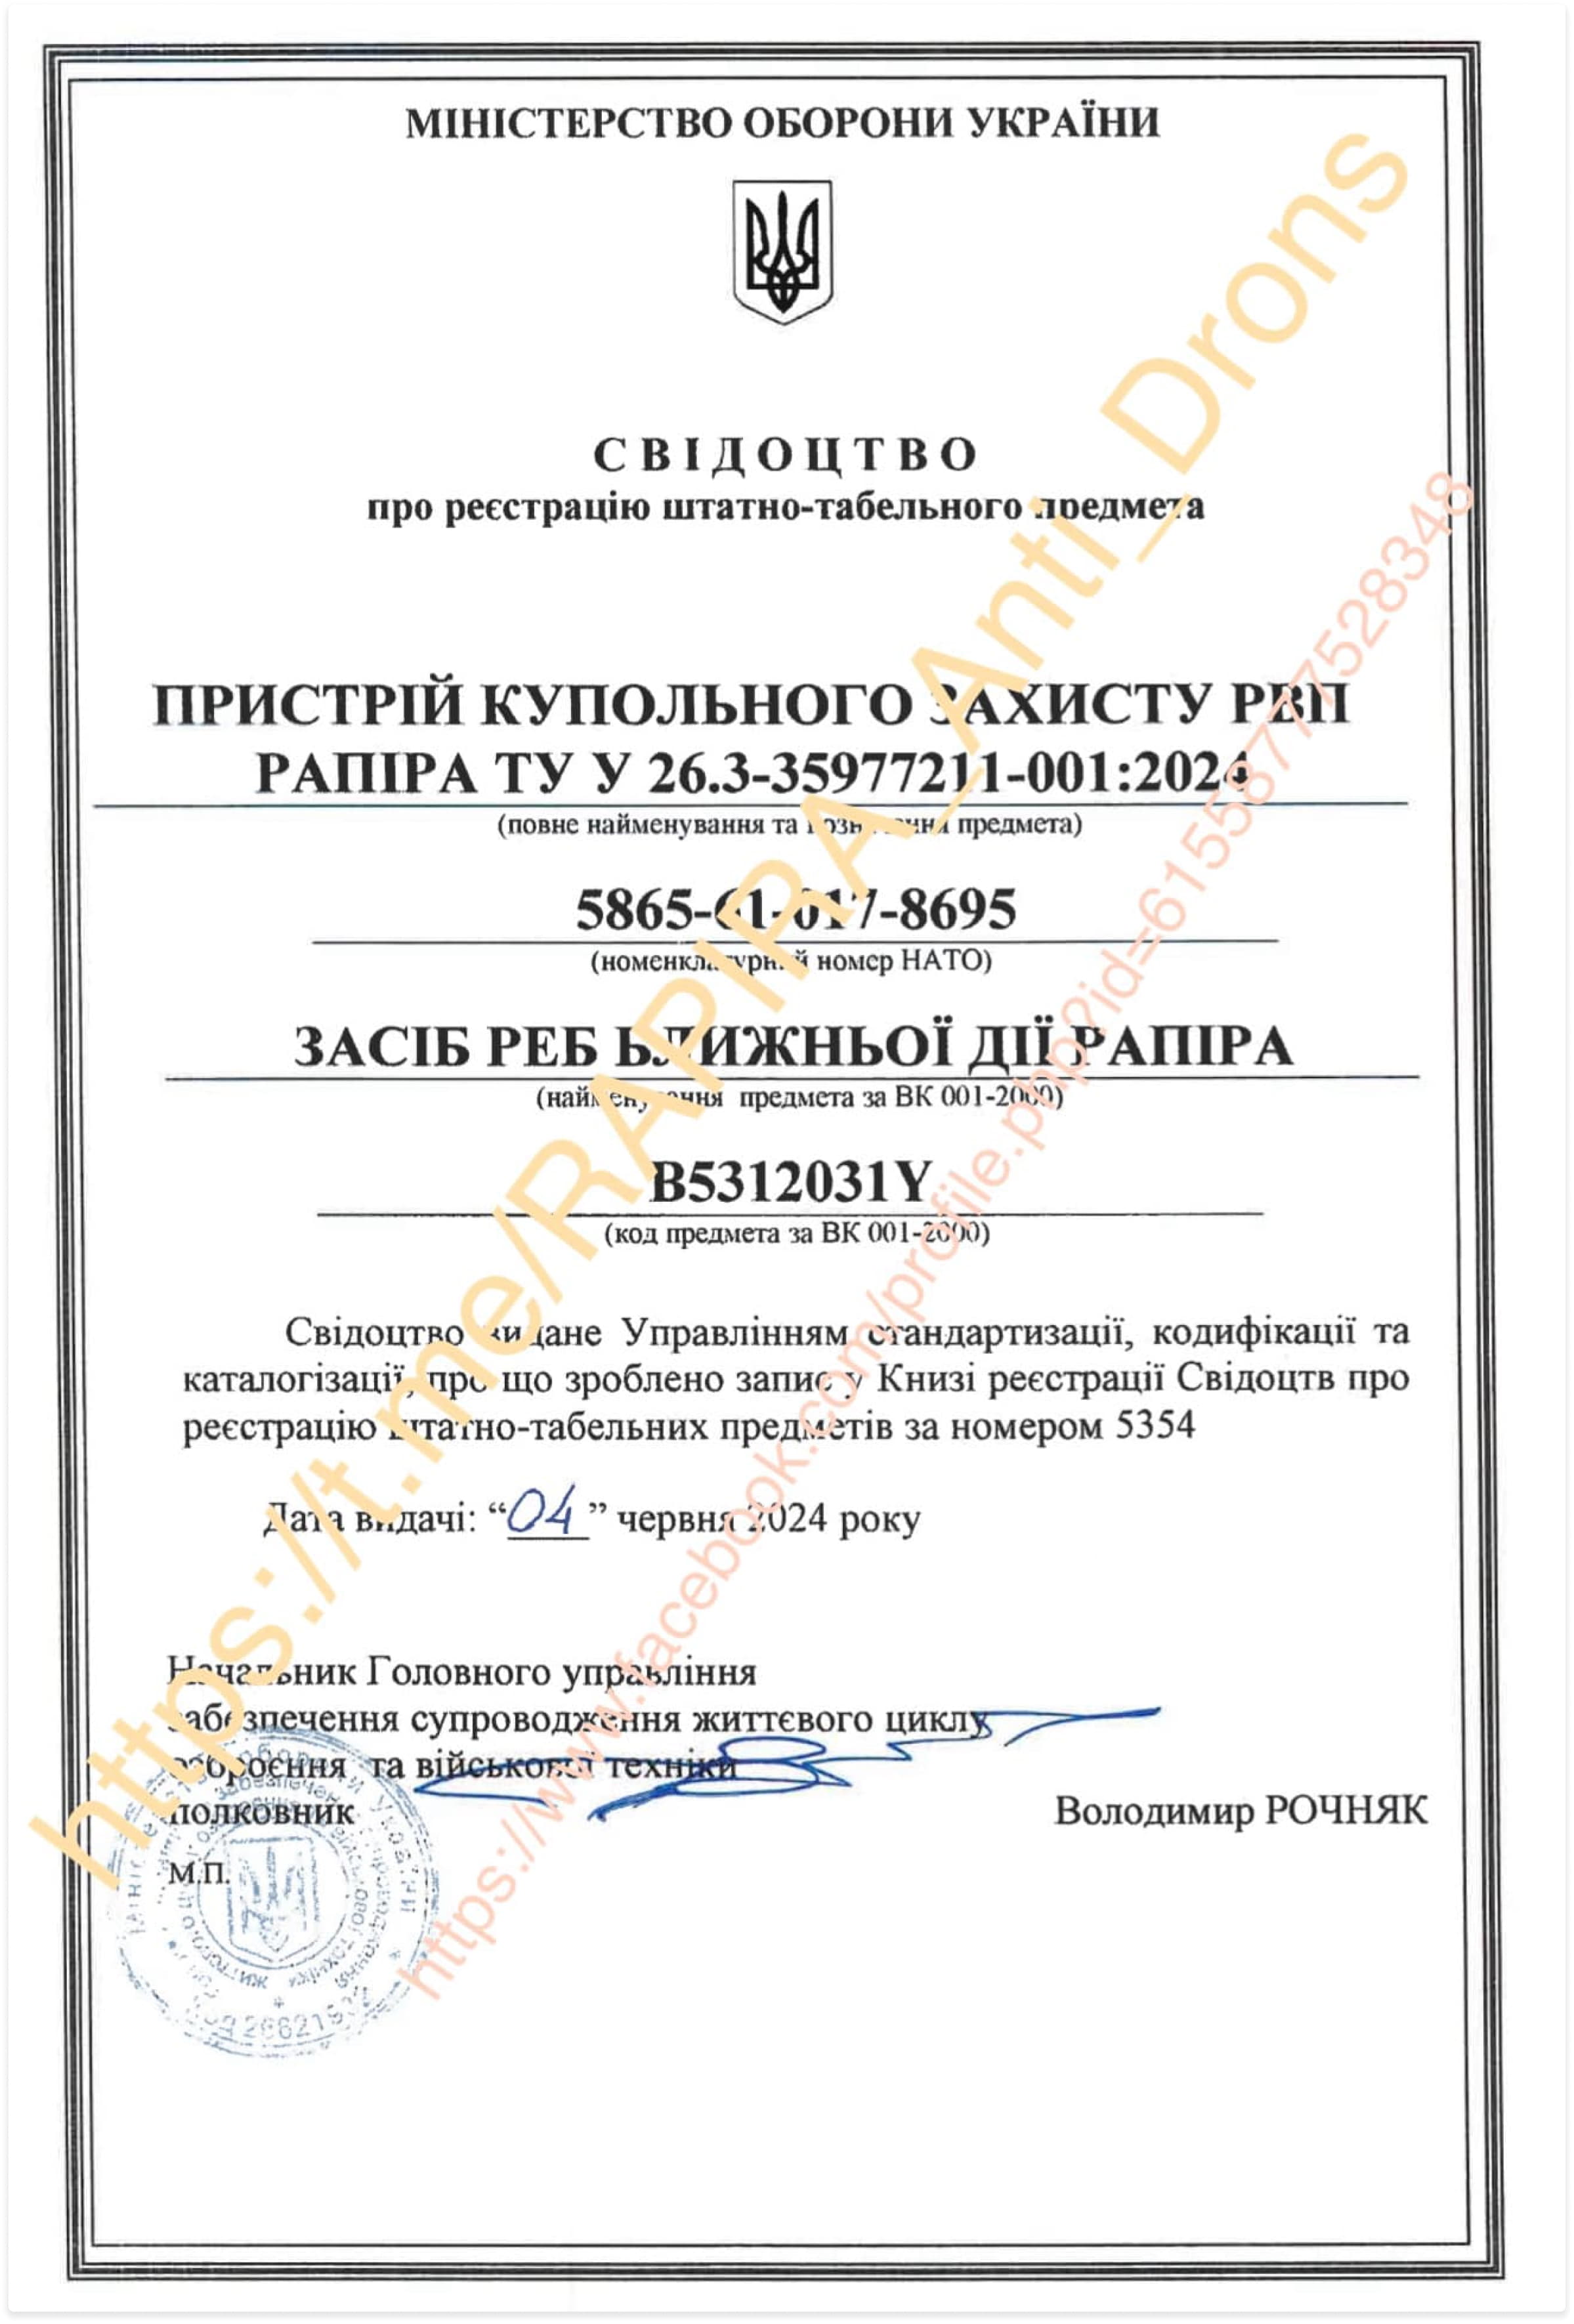 МІНІСТЕРСТВО ОБОРОНИ УКРАЇНИ
СВІДОЦТВО
про реєстрацію штатно-табельного предмета
ПРИСТРІЙ КУПОЛЬНОГО ЗАХИСТУ РВП
РАПІРА ТУ У 26.3-35977211-001:2024
(повне найменування та позначення предмета)
5865-61-017-8695
(номенклатурний номер НАТО)
ЗАСІБ РЕБ БЛИЖНЬОЇ ДІЇ РАПІРА
(найменування предмета за ВК 001-2000)
B5312031Y
(код предмета за ВК 001-2000)
Свідоцтво видане Управлінням стандартизації, кодифікації та
каталогізації, про що зроблено запис у Книзі реєстрації Свідоцтв про
реєстрацію штатно-табельних предметів за номером 5354
Дата видачі: “04” червня 2024 року
Начальник Головного управління
забезпечення супроводження життєвого циклу
озброєння та військової техніки
полковник
Володимир РОЧНЯК
М.П.
https://t.me/RAPIRA_Anti_Drons
https://www.facebook.com/profile.php?id=61558777528348